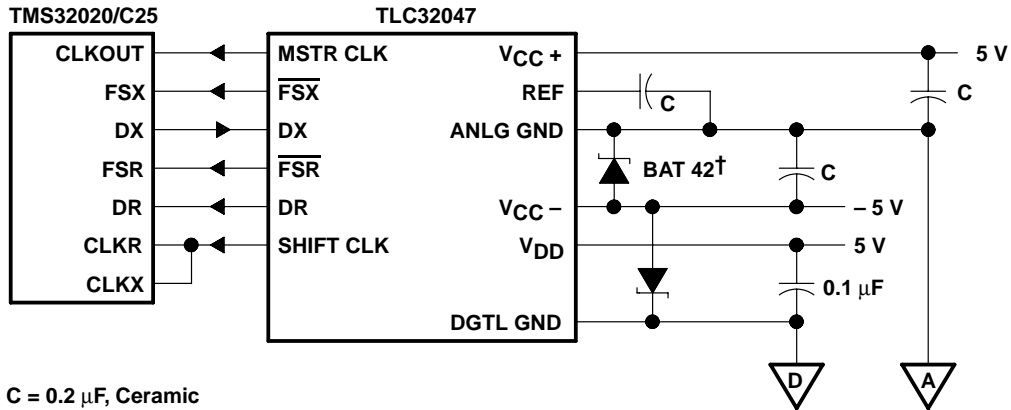 TMS32020/C25
TLC32047
CLKOUT
MSTR CLK
VCC +
5 V
FSX
FSX
REF
C
C
DX
DX
ANLG GND
FSR
FSR
BAT 42†
C
DR
DR
VCC –
– 5 V
CLKR
SHIFT CLK
VDD
5 V
CLKX
0.1 μF
DGTL GND
D
A
C = 0.2 μF, Ceramic